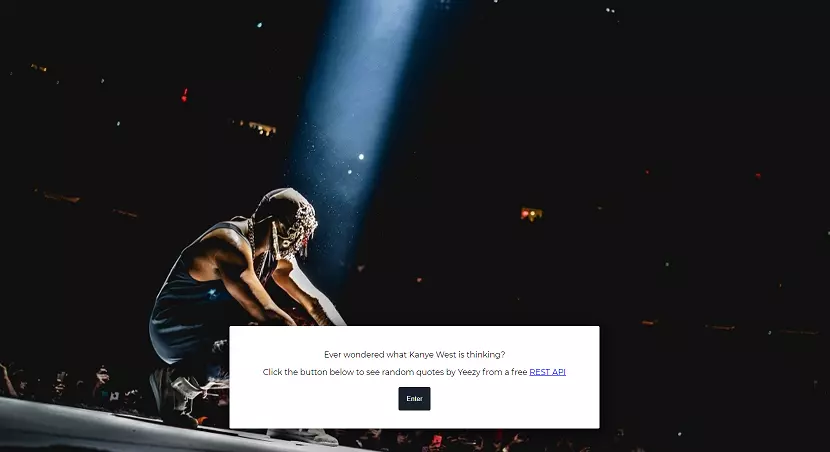 Ever wondered what Kanye West is thinking?
Click the button below to see random quotes by Yeezy from a free REST API
Enter